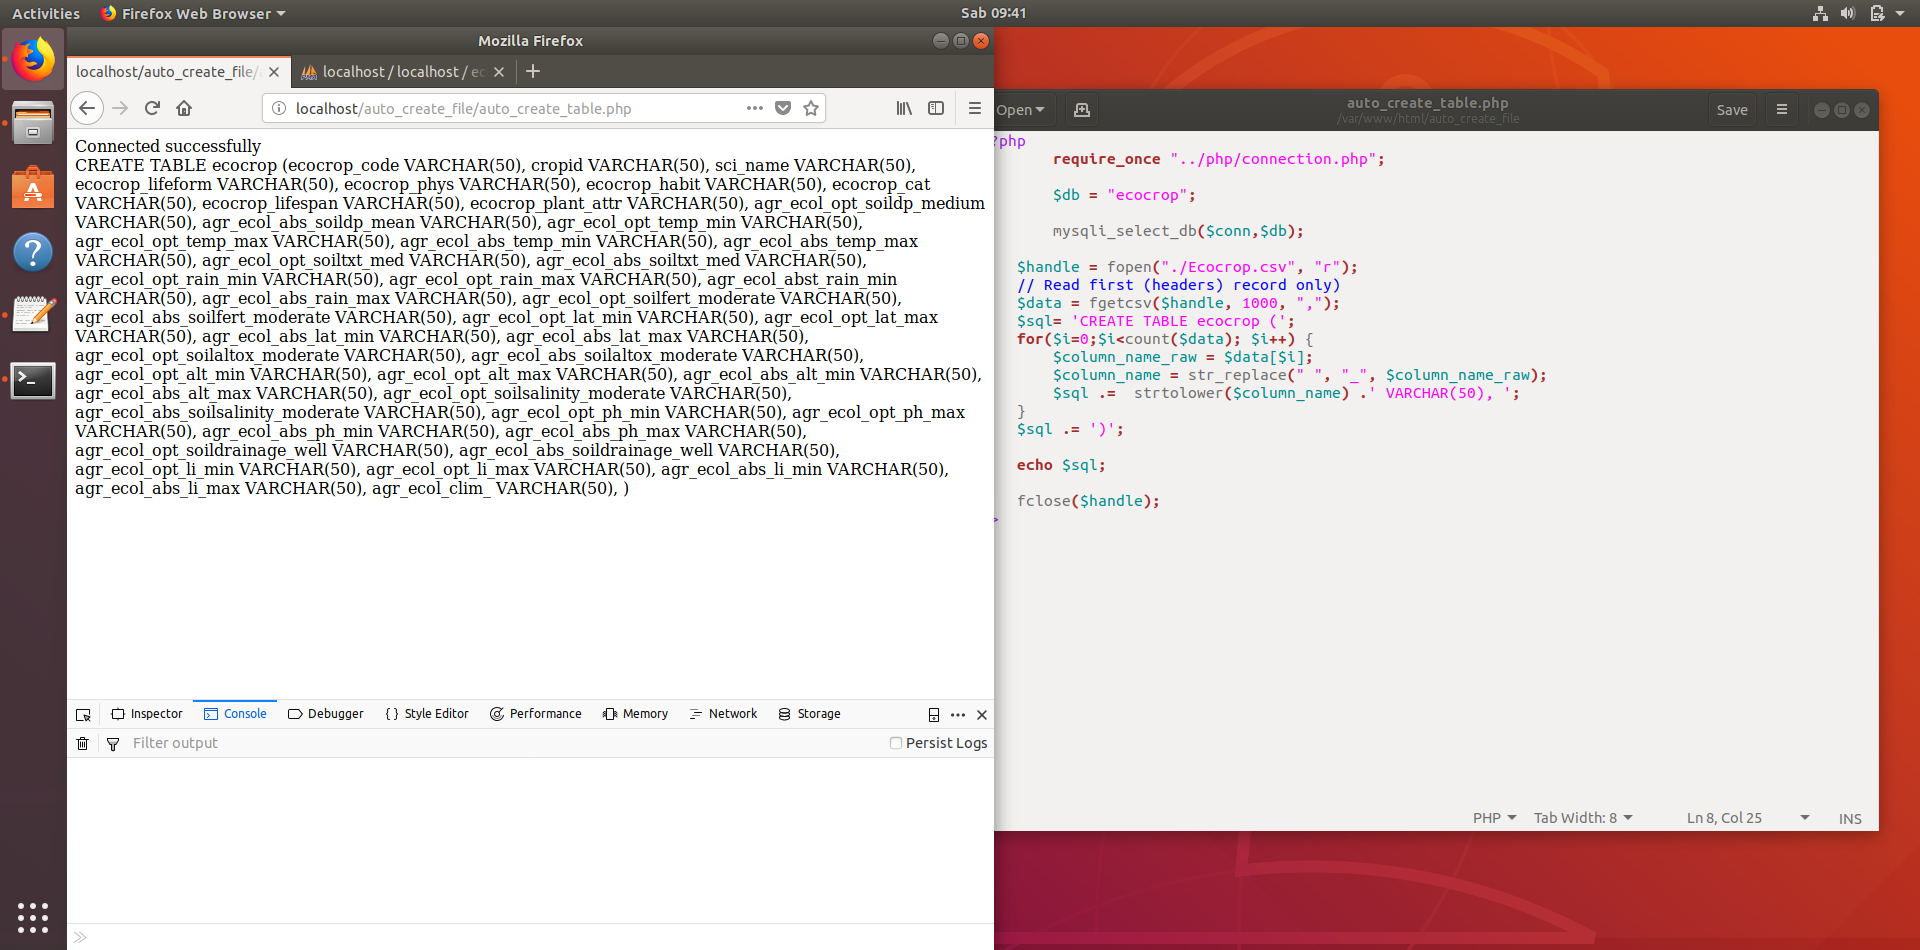 Activities
Firefox Web Browser
Sab 09:41
Mozilla Firefox
localhost/auto_create_file/
localhost / localhost / ec
localhost/auto_create_file/auto_create_table.php
Connected successfully
CREATE TABLE ecocrop (ecocrop_code VARCHAR(50), cropid VARCHAR(50), sci_name VARCHAR(50),
ecocrop_lifeform VARCHAR(50), ecocrop_phys VARCHAR(50), ecocrop_habit VARCHAR(50), ecocrop_cat
VARCHAR(50), ecocrop_lifespan VARCHAR(50), ecocrop_plant_attr VARCHAR(50), agr_ecol_opt_soildp_medium
VARCHAR(50), agr_ecol_abs_soildp_mean VARCHAR(50), agr_ecol_opt_temp_min VARCHAR(50),
agr_ecol_opt_temp_max VARCHAR(50), agr_ecol_abs_temp_min VARCHAR(50), agr_ecol_abs_temp_max
VARCHAR(50), agr_ecol_opt_soiltxt_med VARCHAR(50), agr_ecol_abs_soiltxt_med VARCHAR(50),
agr_ecol_opt_rain_min VARCHAR(50), agr_ecol_opt_rain_max VARCHAR(50), agr_ecol_abst_rain_min
VARCHAR(50), agr_ecol_abs_rain_max VARCHAR(50), agr_ecol_opt_soilfert_moderate VARCHAR(50),
agr_ecol_abs_soilfert_moderate VARCHAR(50), agr_ecol_opt_lat_min VARCHAR(50), agr_ecol_opt_lat_max
VARCHAR(50), agr_ecol_abs_lat_min VARCHAR(50), agr_ecol_abs_lat_max VARCHAR(50),
agr_ecol_opt_soilaltox_moderate VARCHAR(50), agr_ecol_abs_soilaltox_moderate VARCHAR(50),
agr_ecol_opt_alt_min VARCHAR(50), agr_ecol_opt_alt_max VARCHAR(50), agr_ecol_abs_alt_min VARCHAR(50),
agr_ecol_abs_alt_max VARCHAR(50), agr_ecol_opt_soilsalinity_moderate VARCHAR(50),
agr_ecol_abs_soilsalinity_moderate VARCHAR(50), agr_ecol_opt_ph_min VARCHAR(50), agr_ecol_opt_ph_max
VARCHAR(50), agr_ecol_abs_ph_min VARCHAR(50), agr_ecol_abs_ph_max VARCHAR(50),
agr_ecol_opt_soildrainage_well VARCHAR(50), agr_ecol_abs_soildrainage_well VARCHAR(50),
agr_ecol_opt_li_min VARCHAR(50), agr_ecol_opt_li_max VARCHAR(50), agr_ecol_abs_li_min VARCHAR(50),
agr_ecol_abs_li_max VARCHAR(50), agr_ecol_clim_ VARCHAR(50), )
Inspector Console Debugger { } Style Editor Performance Memory Network Storage
Filter output
Persist Logs
Open
auto_create_table.php
/var/www/html/auto_create_file
Save
?php
require_once "../php/connection.php";
$db = "ecocrop";
mysqli_select_db($conn,$db);
$handle = fopen("./Ecocrop.csv", "r");
// Read first (headers) record only)
$data = fgetcsv($handle, 1000, ",");
$sql= 'CREATE TABLE ecocrop (';
for($i=0;$i<count($data); $i++) {
$column_name_raw = $data[$i];
$column_name = str_replace(" ", "_", $column_name_raw);
$sql .=  strtolower($column_name) .' VARCHAR(50), ';
}
$sql .= ')';
echo $sql;
fclose($handle);
>
PHP
Tab Width: 8
Ln 8, Col 25
INS